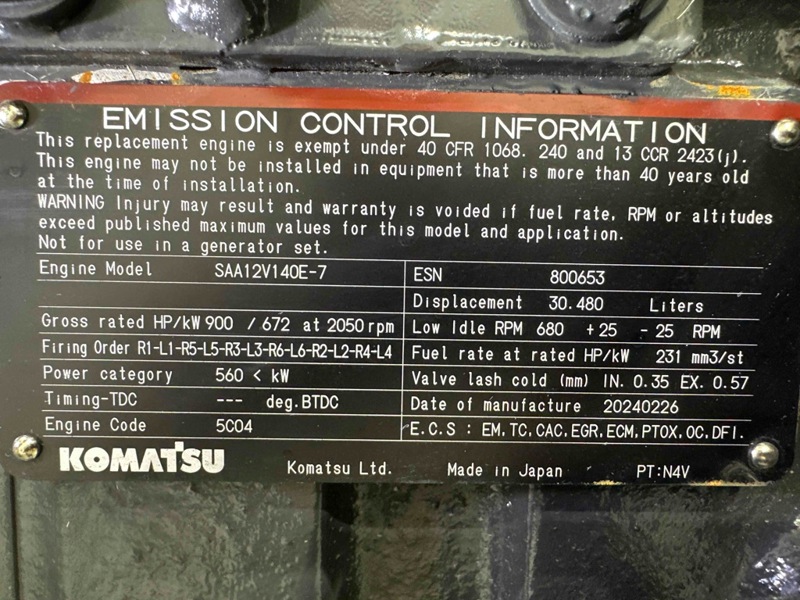 EMISSION CONTROL INFORMATION
This replacement engine is exempt under 40 CFR 1068. 240 and 13 CCR 2423(j).
This engine may not be installed in equipment that is more than 40 years old
at the time of installation.
WARNING Injury may result and warranty is voided if fuel rate, RPM or altitudes
exceed published maximum values for this model and application.
Not for use in a generator set.
Engine Model SAA12V140E-7 ESN 800653
Displacement 30.480 Liters
Gross rated HP/kW 900 / 672 at 2050 rpm Low Idle RPM 680 +25 -25 RPM
Firing Order R1-L1-R5-L5-R3-L3-R6-L6-R2-L2-R4-L4 Fuel rate at rated HP/kW 231 mm3/st
Power category 560 < kW Valve lash cold (mm) IN. 0.35 EX. 0.57
Timing-TDC --- deg.BTDC Date of manufacture 20240226
Engine Code 5C04 E.C.S : EM,TC,CAC,EGR,ECM,PTOX,OC,DFI.
KOMATSU Komatsu Ltd. Made in Japan PT:N4V